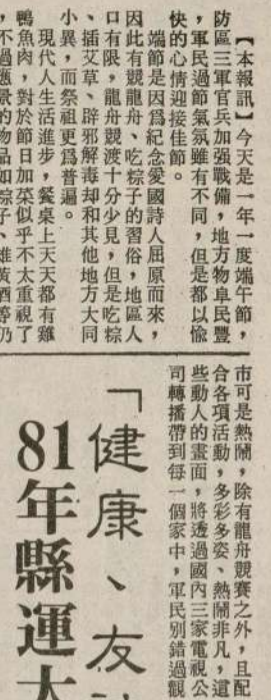 【本報訊】今天是一年一度端午節，
防區三軍官兵加强戰備，地方物阜民豐
，軍民過節氣氛雖有不同，但是都以愉
快的心情迎接佳節。
端節是因爲紀念愛國詩人屈原而來，
因此有競龍舟、吃粽子的習俗，地區人
口有限，龍舟競渡十分少見，但是吃粽
、插艾草、辟邪解毒却和其他地方大同
小異，而祭祖更爲普遍。
現代人生活進步，餐桌上天天都有雞
鴨魚肉，對於節日加菜似乎不太重視了
，不過應景的物品如粽子、雄黃酒等仍
市可是熱鬧，除有龍舟競賽之外，且配
合各項活動，多彩多姿、熱鬧非凡，這
些動人的畫面，將透過國內三家電視公
司轉播帶到每一個家中，軍民別錯過觀
「健康、友
81年縣運大